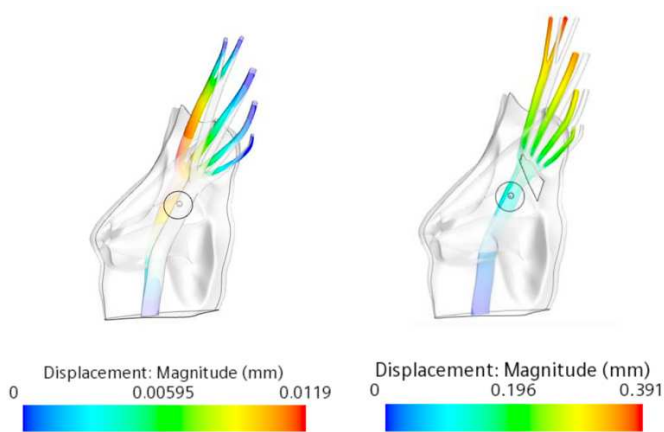 Displacement: Magnitude (mm)
0 0.00595 0.0119
Displacement: Magnitude (mm)
0 0.196 0.391